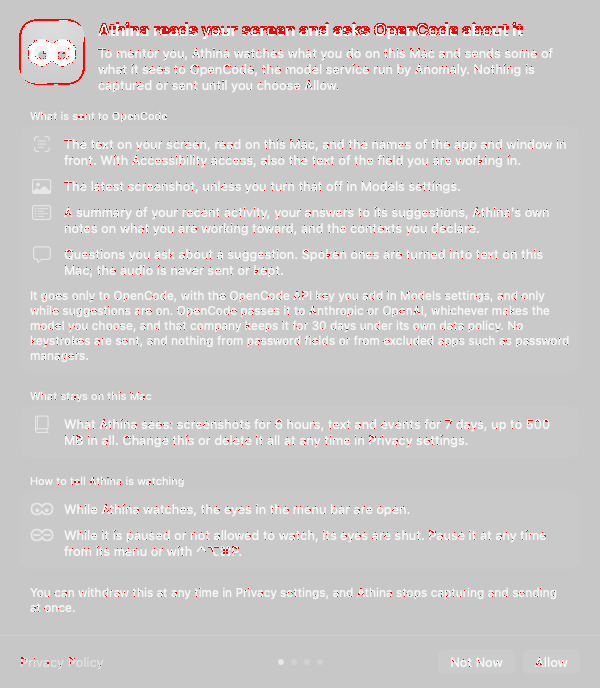 Athina reads your screen and asks OpenCode about it
To mentor you, Athina watches what you do on this Mac and sends some of
what it sees to OpenCode, the model service run by Anomaly. Nothing is
captured or sent until you choose Allow.
What is sent to OpenCode
The text on your screen, read on this Mac, and the names of the app and window in
front. With Accessibility access, also the text of the field you are working in.
The latest screenshot, unless you turn that off in Models settings.
A summary of your recent activity, your answers to its suggestions, Athina's own
notes on what you are working toward, and the contexts you declare.
Questions you ask about a suggestion. Spoken ones are turned into text on this
Mac; the audio is never sent or kept.
It goes only to OpenCode, with the OpenCode API key you add in Models settings, and only
while suggestions are on. OpenCode passes it to Anthropic or OpenAI, whichever makes the
model you choose, and that company keeps it for 30 days under its own data policy. No
keystrokes are sent, and nothing from password fields or from excluded apps such as password
managers.
What stays on this Mac
What Athina sees: screenshots for 6 hours, text and events for 7 days, up to 500
MB in all. Change this or delete it all at any time in Privacy settings.
How to tell Athina is watching
While Athina watches, the eyes in the menu bar are open.
While it is paused or not allowed to watch, its eyes are shut. Pause it at any time
from its menu or with ⌃⌥⌘P.
You can withdraw this at any time in Privacy settings, and Athina stops capturing and sending
at once.
Privacy Policy
Not Now
Allow